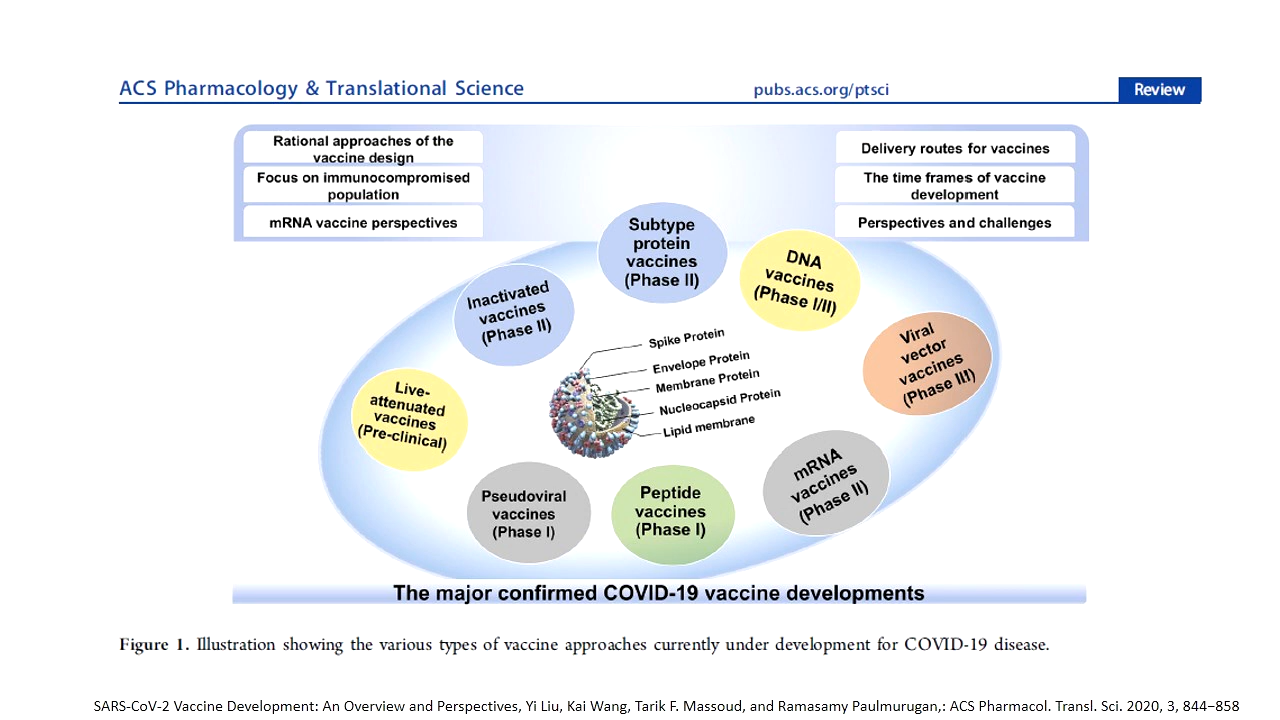 ACS Pharmacology & Translational Science
pubs.acs.org/ptsci
Review
Rational approaches of the
vaccine design
Focus on immunocompromised
population
mRNA vaccine perspectives
Delivery routes for vaccines
The time frames of vaccine
development
Perspectives and challenges
Subtype
protein
vaccines
(Phase II)
DNA
vaccines
(Phase I/II)
Inactivated
vaccines
(Phase II)
Viral
vector
vaccines
(Phase III)
Spike Protein
Envelope Protein
Membrane Protein
Nucleocapsid Protein
Lipid membrane
Live-
attenuated
vaccines
(Pre-clinical)
mRNA
vaccines
(Phase II)
Pseudoviral
vaccines
(Phase I)
Peptide
vaccines
(Phase I)
The major confirmed COVID-19 vaccine developments
Figure 1. Illustration showing the various types of vaccine approaches currently under development for COVID-19 disease.
SARS-CoV-2 Vaccine Development: An Overview and Perspectives, Yi Liu, Kai Wang, Tarik F. Massoud, and Ramasamy Paulmurugan,: ACS Pharmacol. Transl. Sci. 2020, 3, 844−858